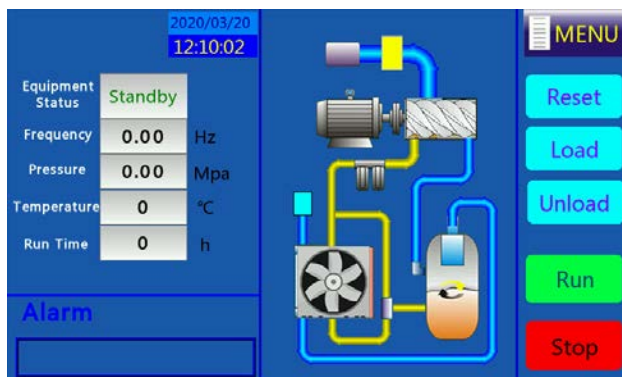 2020/03/20
12:10:02
MENU
Equipment
Status
Standby
Frequency
0.00
Hz
Pressure
0.00
Mpa
Temperature
0
℃
Run Time
0
h
Alarm
Reset
Load
Unload
Run
Stop